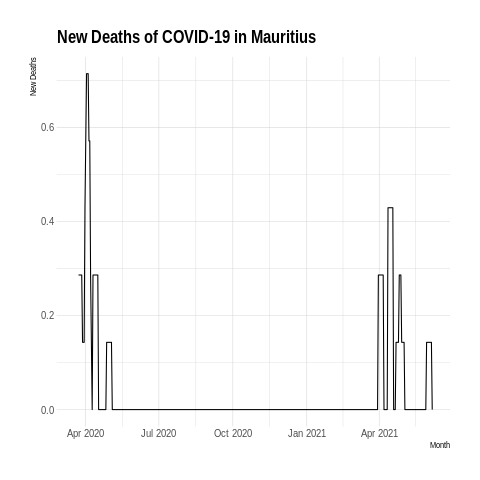 New Deaths of COVID-19 in Mauritius
New Deaths
0.6
0.4
0.2
0.0
Apr 2020 Jul 2020 Oct 2020 Jan 2021 Apr 2021
Month